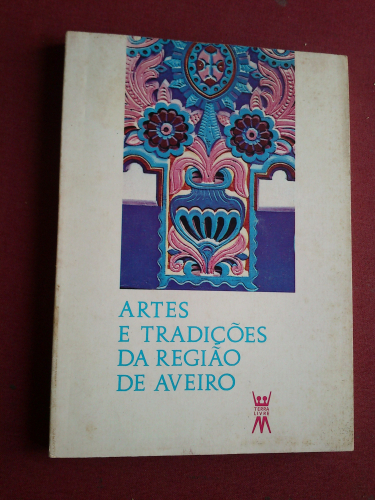 ARTES
E TRADIÇÕES
DA REGIÃO
DE AVEIRO
TERRA
LIVRE